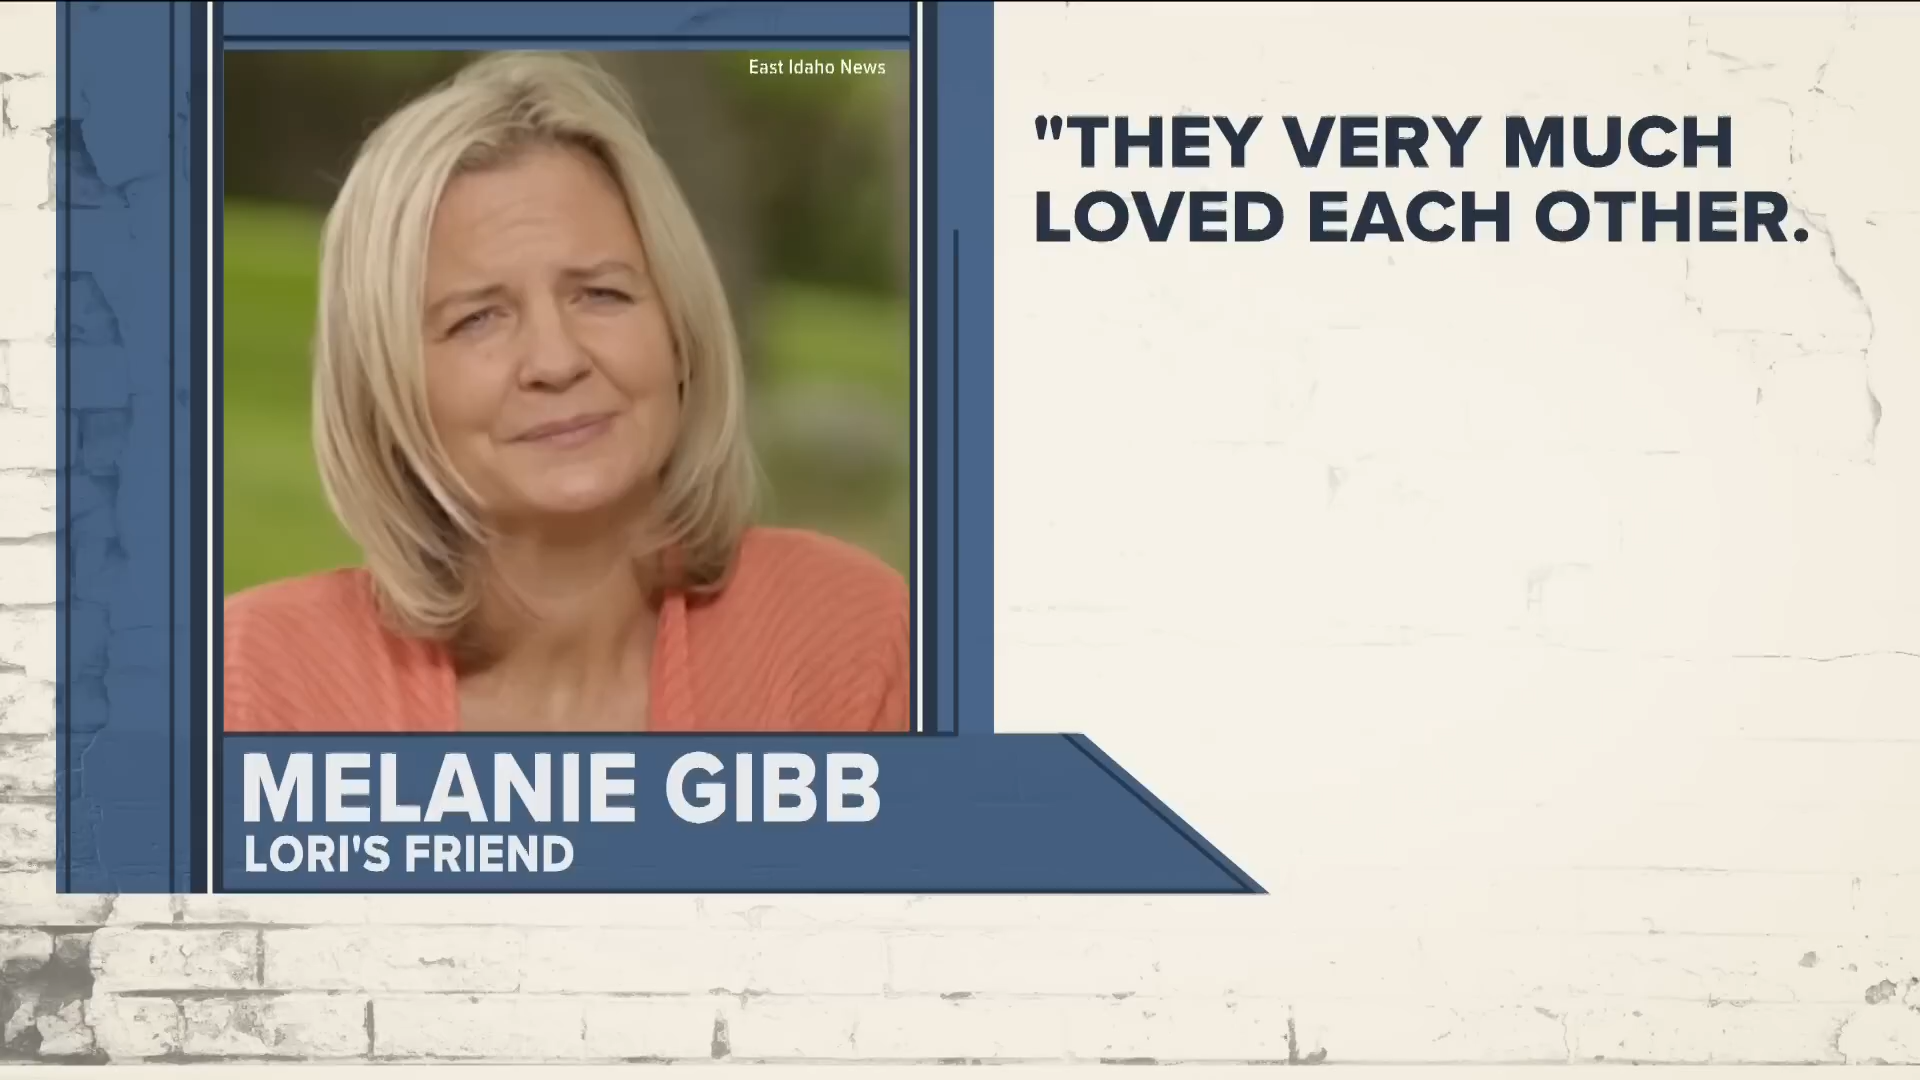 East Idaho News
"THEY VERY MUCH
LOVED EACH OTHER.
MELANIE GIBB
LORI'S FRIEND